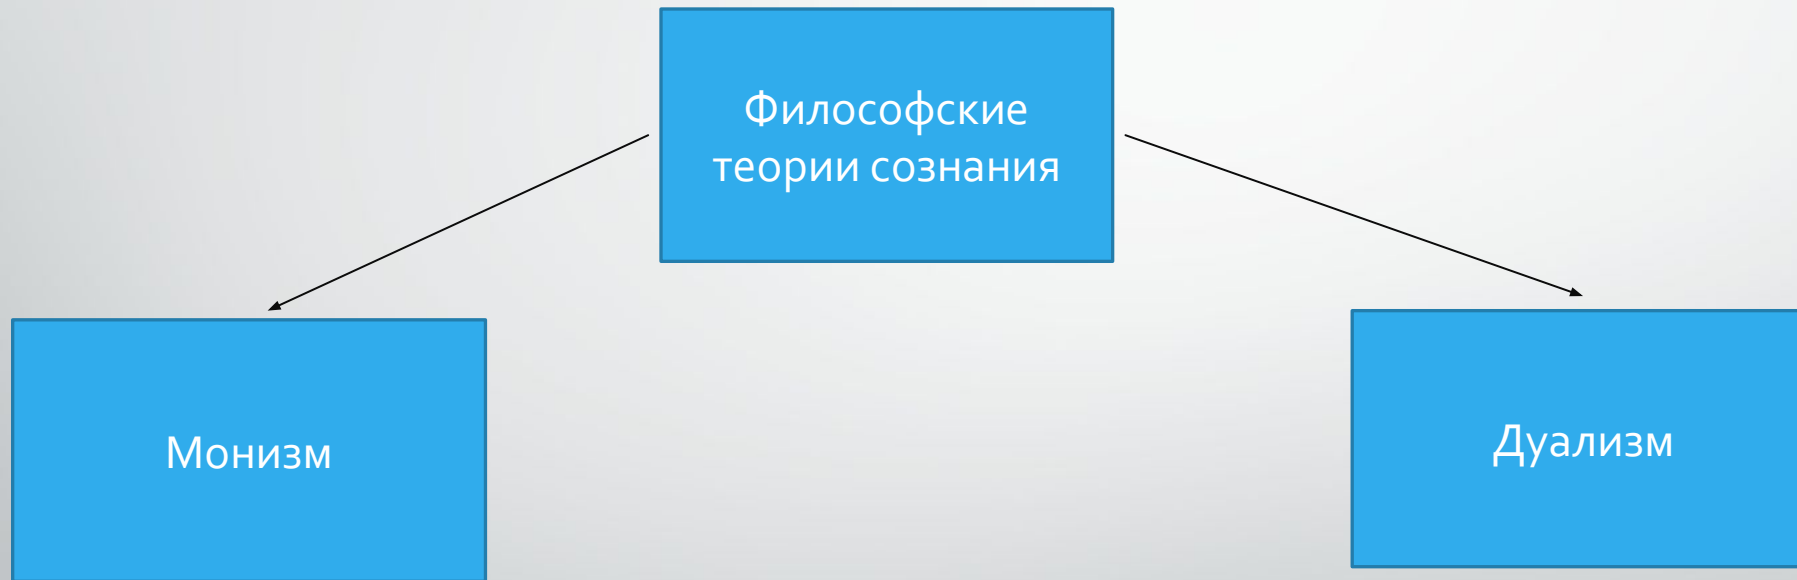 Философские
теории сознания
Монизм
Дуализм